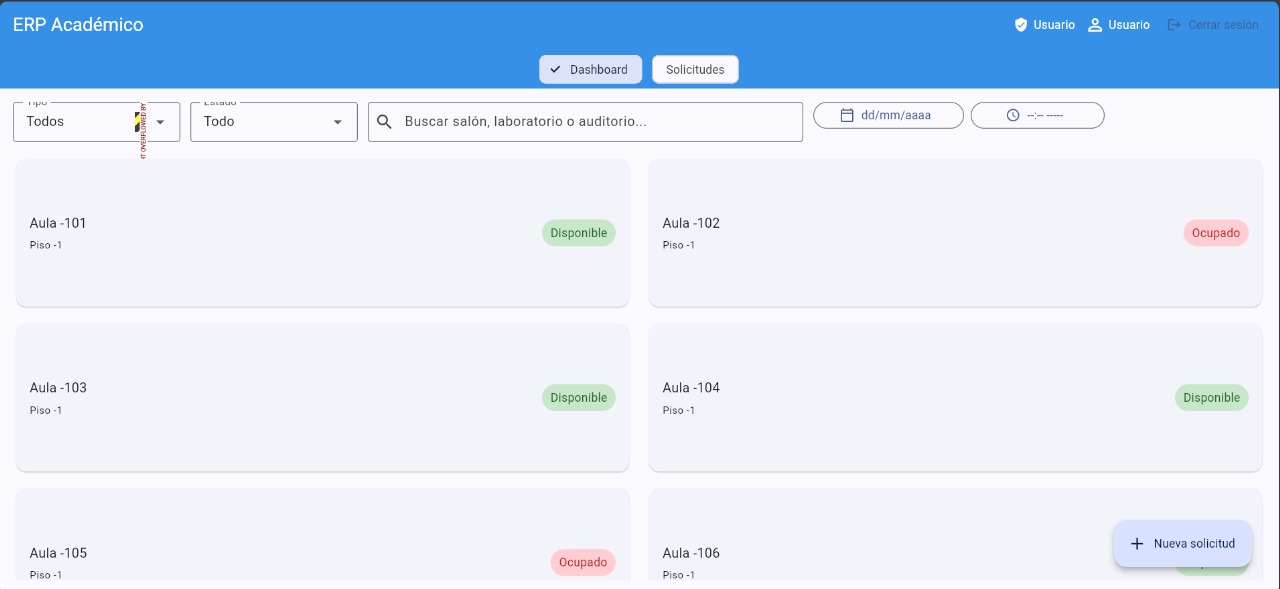 ERP Académico
Usuario
Usuario
Cerrar sesión
Dashboard
Solicitudes
Tipo
Todos
OVERFLOWED BY
Estado
Todo
Buscar salón, laboratorio o auditorio...
dd/mm/aaaa
--:-- -----
Aula -101
Piso -1
Disponible
Aula -102
Piso -1
Ocupado
Aula -103
Piso -1
Disponible
Aula -104
Piso -1
Disponible
Aula -105
Piso -1
Ocupado
Aula -106
Piso -1
Nueva solicitud